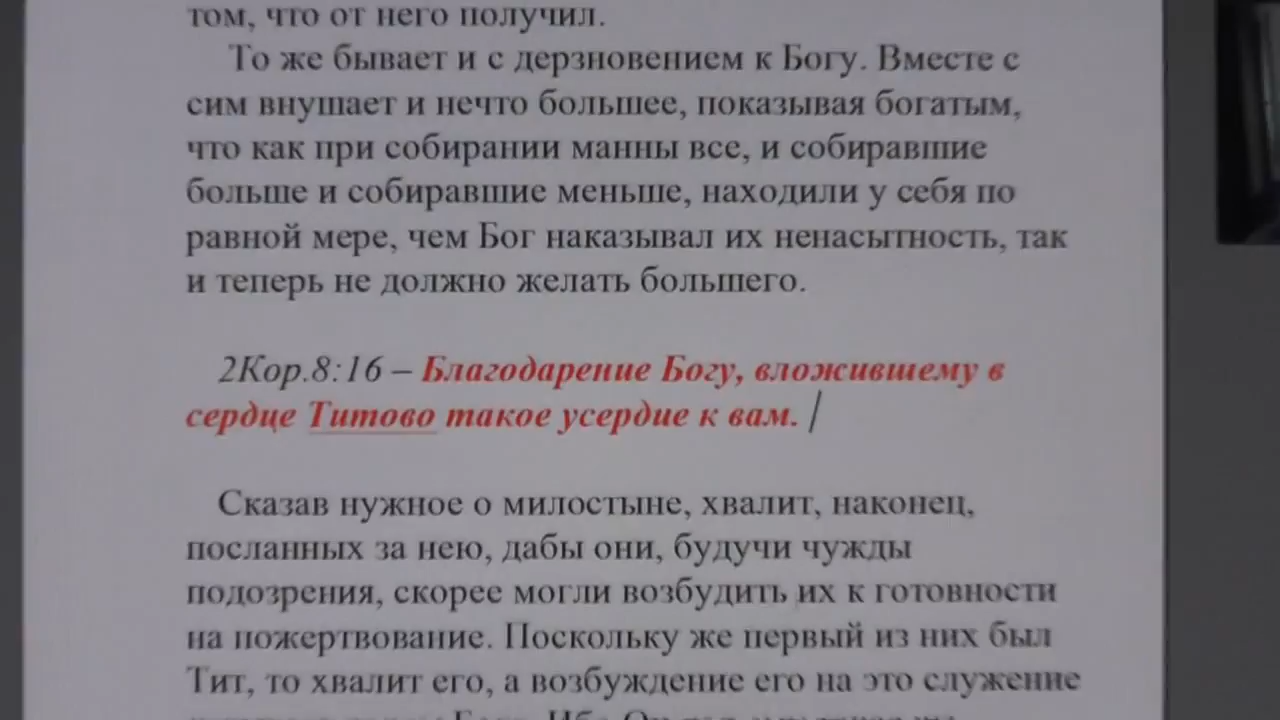 том, что от него получил.
То же бывает и с дерзновением к Богу. Вместе с
сим внушает и нечто большее, показывая богатым,
что как при собирании манны все, и собиравшие
больше и собиравшие меньше, находили у себя по
равной мере, чем Бог наказывал их ненасытность, так
и теперь не должно желать большего.
2Кор.8:16 – Благодарение Богу, вложившему в
сердце Титово такое усердие к вам.
Сказав нужное о милостыне, хвалит, наконец,
посланных за нею, дабы они, будучи чужды
подозрения, скорее могли возбудить их к готовности
на пожертвование. Поскольку же первый из них был
Тит, то хвалит его, а возбуждение его на это служение